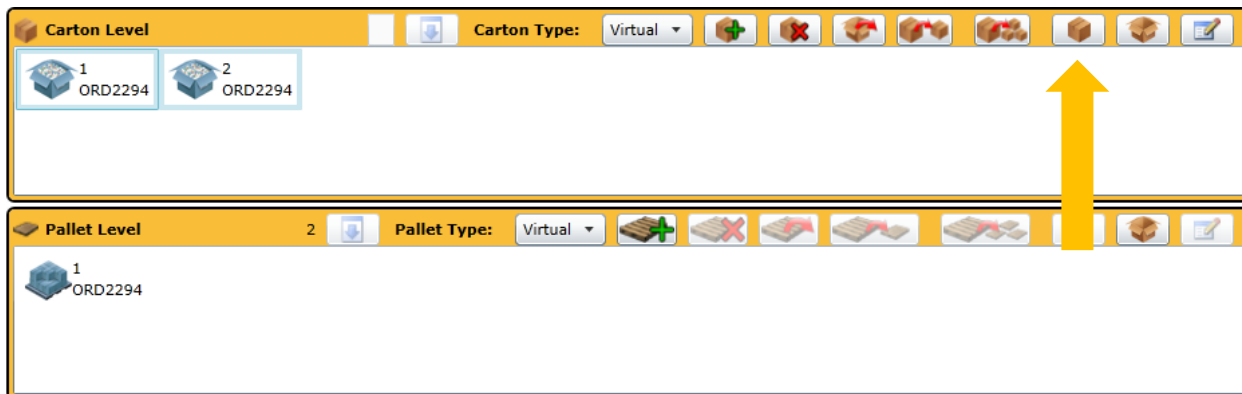 Carton Level Carton Type: Virtual
1
ORD2294
2
ORD2294
Pallet Level 2 Pallet Type: Virtual
1
ORD2294